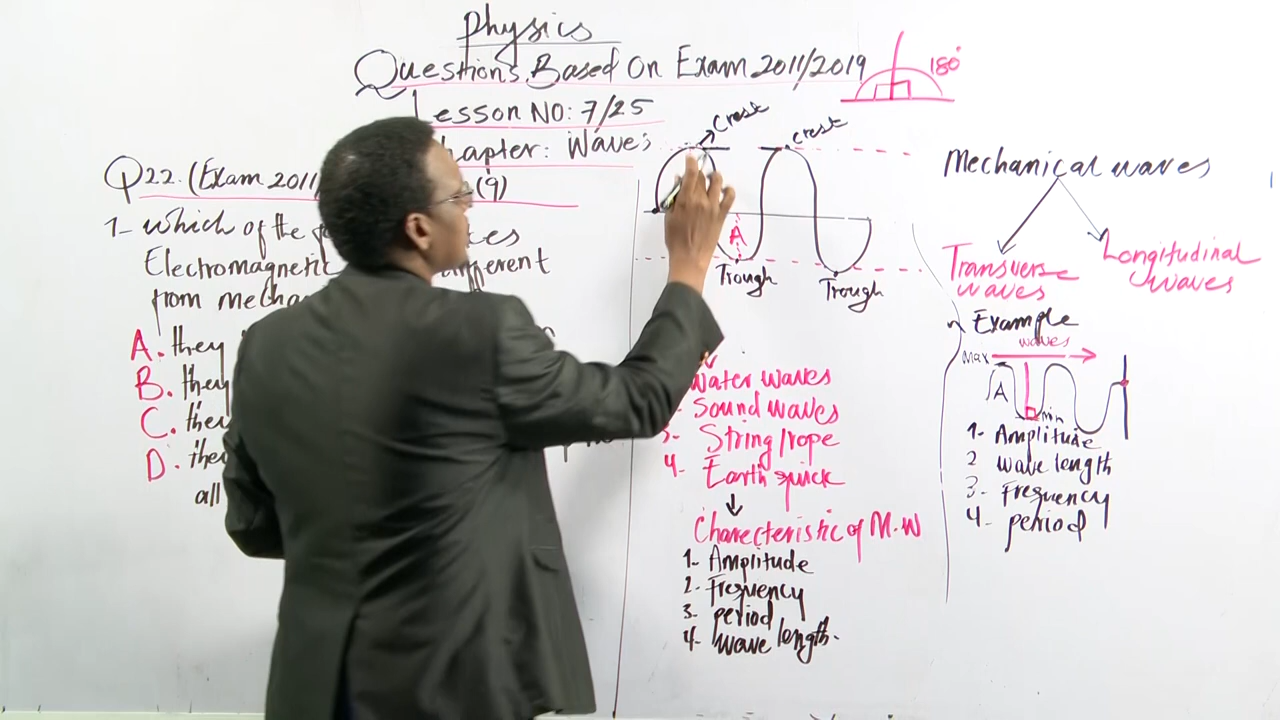 Physics
Questions Based On Exam 2011/2019
180°
Lesson NO: 7/25
Chapter: Waves
Q22. (Exam 2011
(9)
1- which of the
Electromagnetic
different
from mecha
A. they
B. they
C. they
D. they
all
Crest
Crest
A
Trough
Trough
Water waves
Sound waves
3- String/rope
4- Earth quick
Charecteristic of M.W
1- Amplitude
2- Frequency
3- period
4- wave length.
Mechanical waves
Transverse
waves
Longitudinal
waves
Example
waves
Max
A
min
1- Amplitude
2 wave length
3- Frequency
4- period